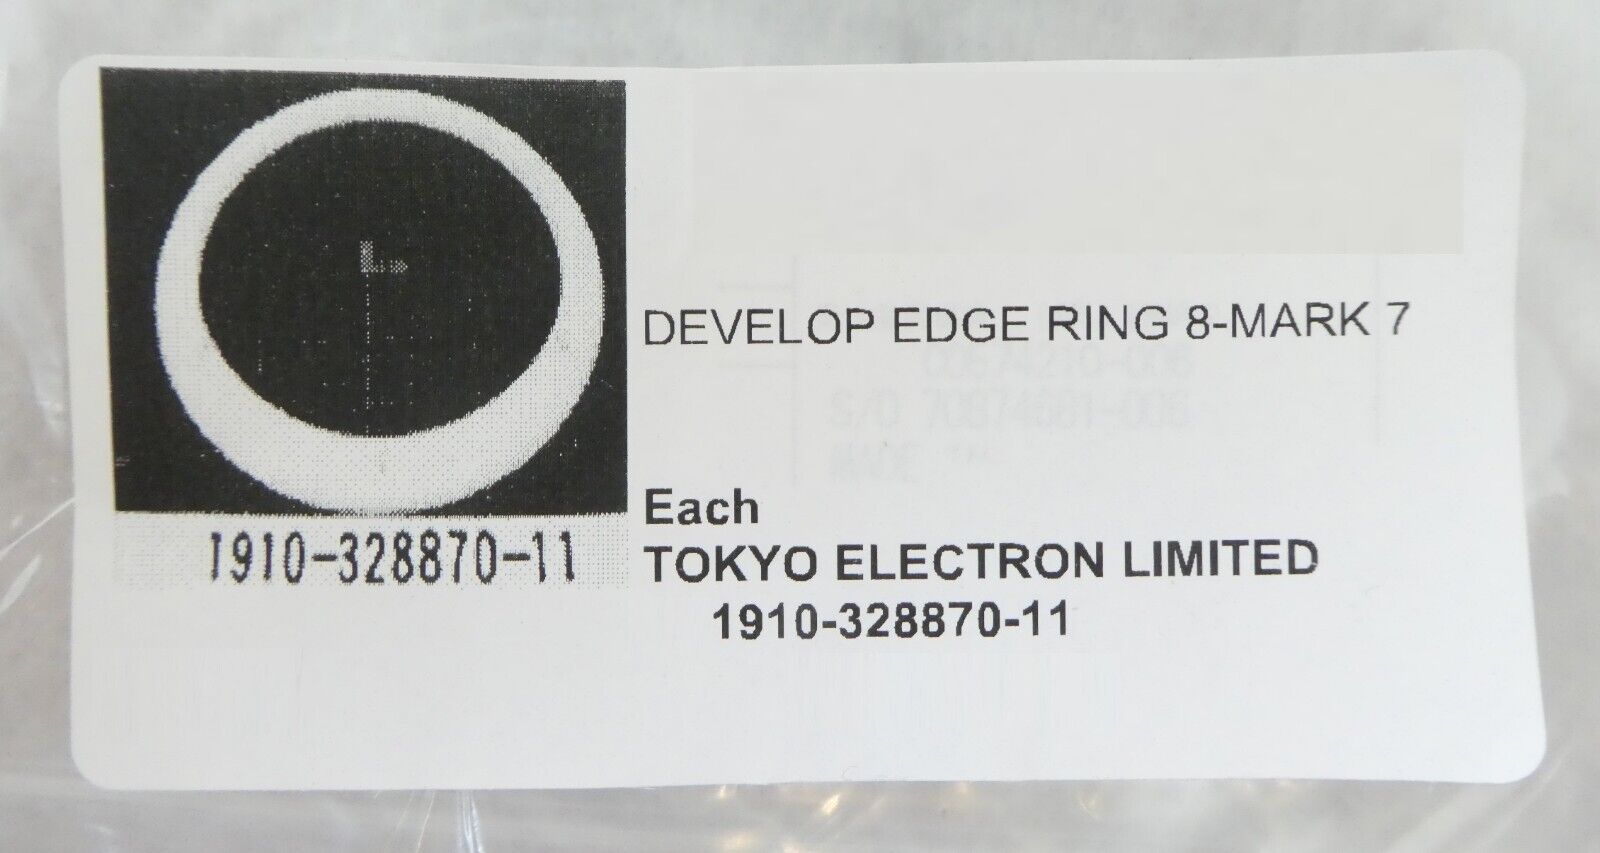 DEVELOP EDGE RING 8-MARK 7
Each
TOKYO ELECTRON LIMITED
1910-328870-11
1910-328870-11